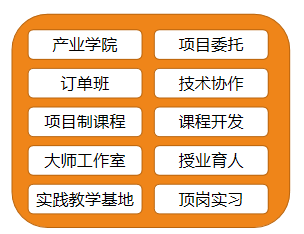 产业学院 项目委托
订单班 技术协作
项目制课程 课程开发
大师工作室 授业育人
实践教学基地 顶岗实习